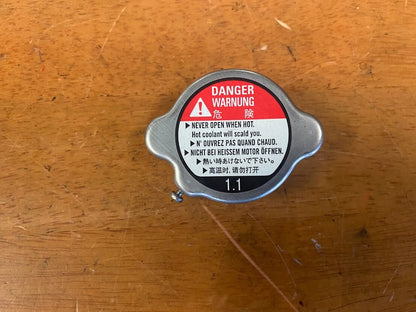 DANGER
WARNUNG
危 険
▶NEVER OPEN WHEN HOT.
Hot coolant will scald you.
▶N' OUVREZ PAS QUAND CHAUD.
▶NICHT BEI HEISSEM MOTOR ÖFFNEN.
▶熱い時あけないで下さい。
▶高温时,请勿打开
1.1